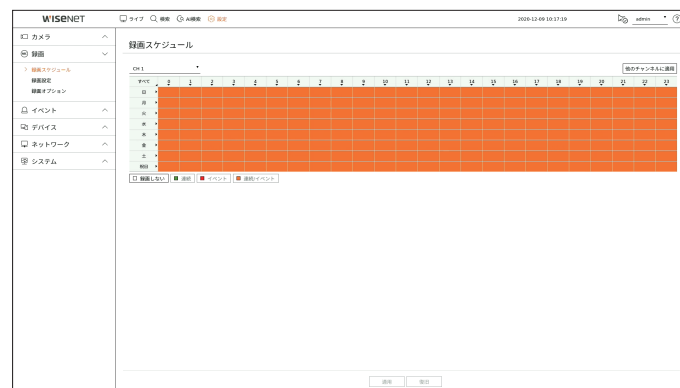 WISENET
ライブ 検索 AI検索 設定 2020-12-09 10:17:19 admin
カメラ
録画
録画スケジュール
録画設定
録画オプション
イベント
デバイス
ネットワーク
システム
録画スケジュール
CH 1 他のチャンネルに適用
すべて 0 1 2 3 4 5 6 7 8 9 10 11 12 13 14 15 16 17 18 19 20 21 22 23
日
月
火
水
木
金
土
祝日
録画しない 連続 イベント 連続/イベント
適用 復旧